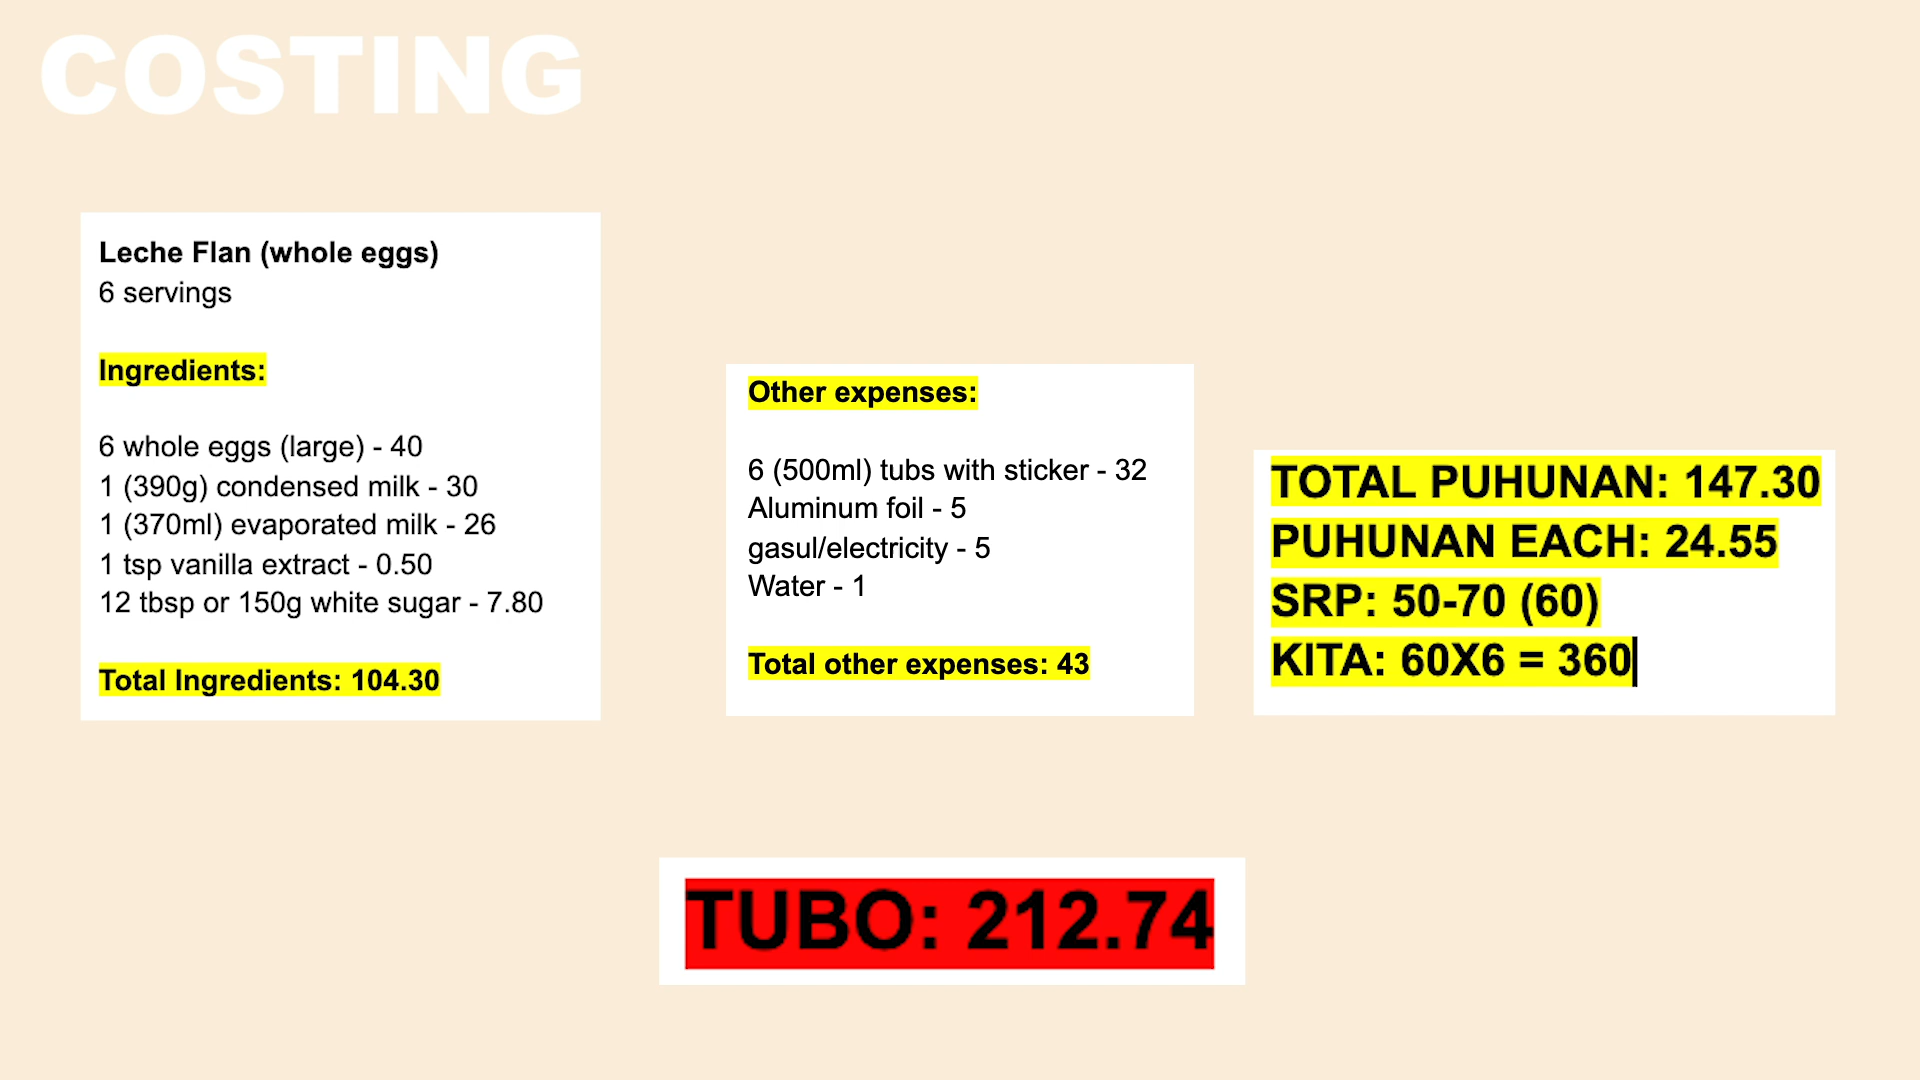 COSTING
Leche Flan (whole eggs)
6 servings
Ingredients:
6 whole eggs (large) - 40
1 (390g) condensed milk - 30
1 (370ml) evaporated milk - 26
1 tsp vanilla extract - 0.50
12 tbsp or 150g white sugar - 7.80
Total Ingredients: 104.30
Other expenses:
6 (500ml) tubs with sticker - 32
Aluminum foil - 5
gasul/electricity - 5
Water - 1
Total other expenses: 43
TOTAL PUHUNAN: 147.30
PUHUNAN EACH: 24.55
SRP: 50-70 (60)
KITA: 60X6 = 360
TUBO: 212.74